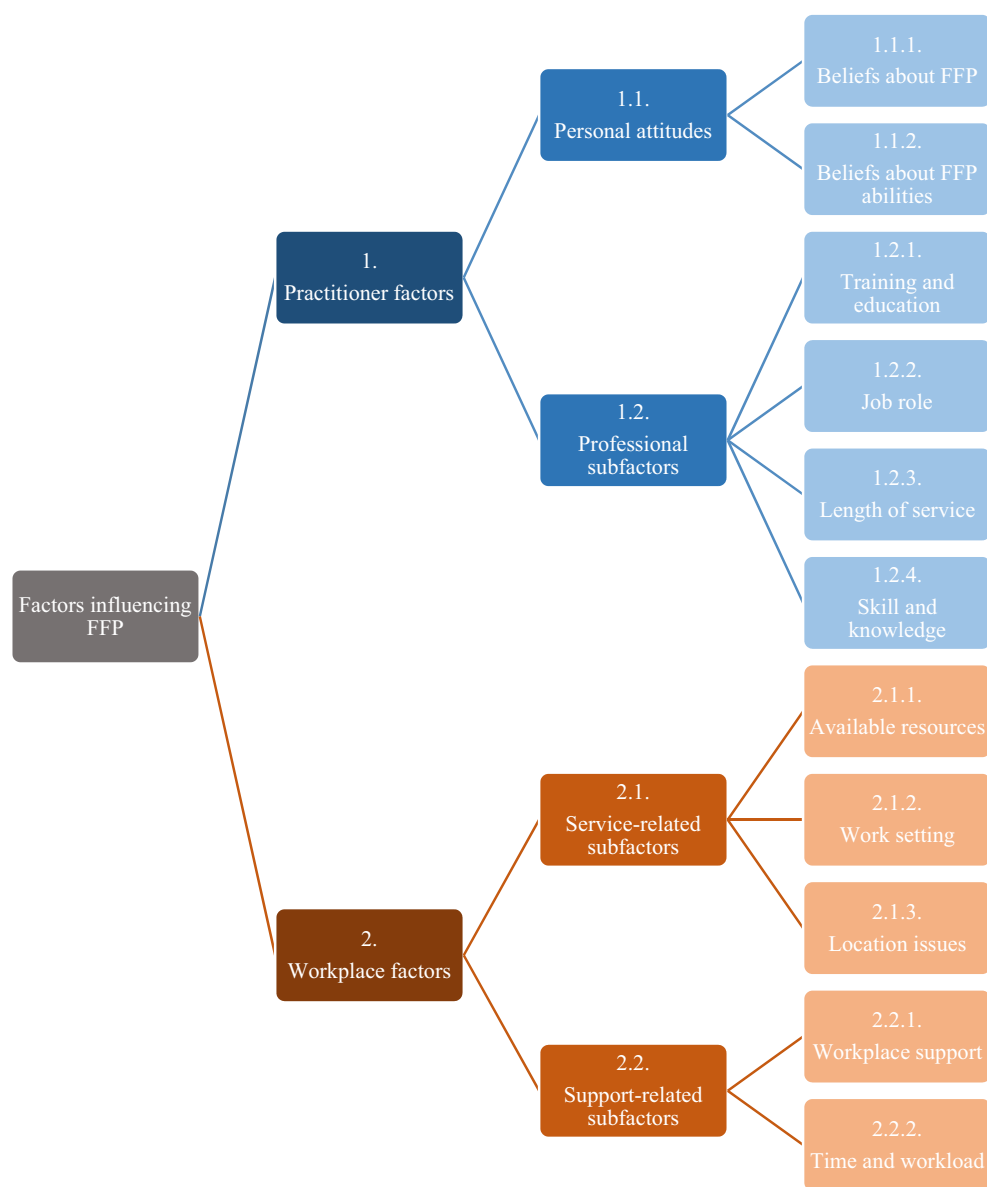 Factors influencing
FFP
1.
Practitioner factors
1.1.
Personal attitudes
1.1.1.
Beliefs about FFP
1.1.2.
Beliefs about FFP
abilities
1.2.
Professional
subfactors
1.2.1.
Training and
education
1.2.2.
Job role
1.2.3.
Length of service
1.2.4.
Skill and
knowledge
2.
Workplace factors
2.1.
Service-related
subfactors
2.1.1.
Available resources
2.1.2.
Work setting
2.1.3.
Location issues
2.2.
Support-related
subfactors
2.2.1.
Workplace support
2.2.2.
Time and workload